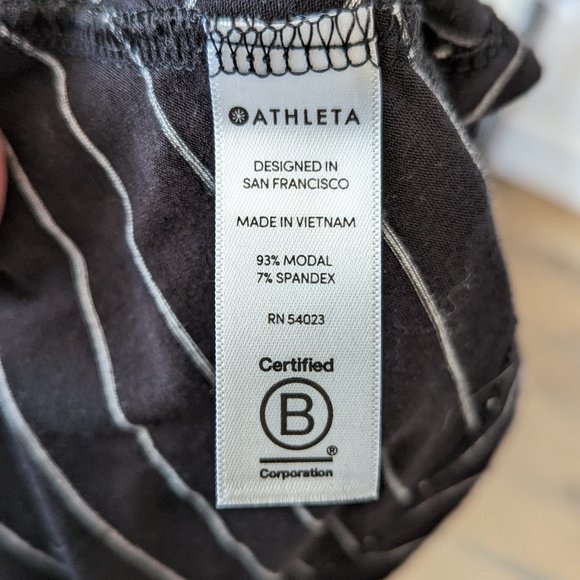 ATHLETA
DESIGNED IN
SAN FRANCISCO
MADE IN VIETNAM
93% MODAL
7% SPANDEX
RN 54023
Certified
B
®
Corporation